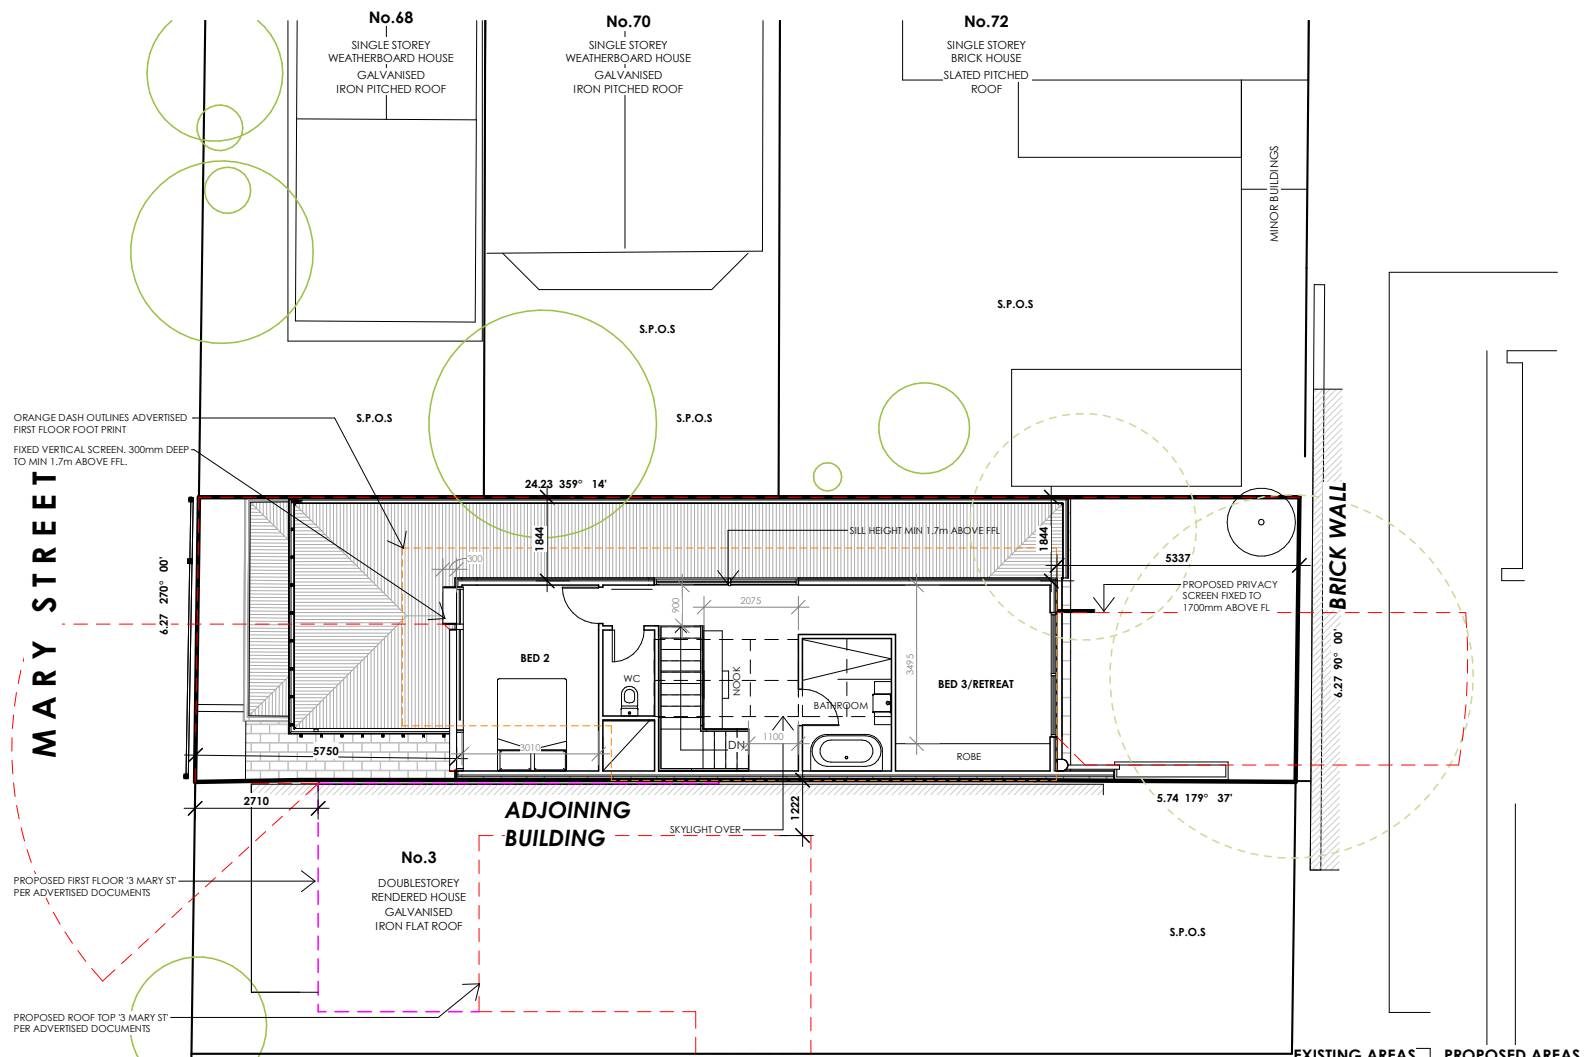 No.68
SINGLE STOREY
WEATHERBOARD HOUSE
GALVANISED
IRON PITCHED ROOF
No.70
SINGLE STOREY
WEATHERBOARD HOUSE
GALVANISED
IRON PITCHED ROOF
No.72
SINGLE STOREY
BRICK HOUSE
SLATED PITCHED
ROOF
MINOR BUILDINGS
S.P.O.S
S.P.O.S
S.P.O.S
S.P.O.S
ORANGE DASH OUTLINES ADVERTISED
FIRST FLOOR FOOT PRINT
FIXED VERTICAL SCREEN. 300mm DEEP
TO MIN 1.7m ABOVE FFL.
MARY STREET
6.27 270° 00'
24.23 359° 14'
1844
SILL HEIGHT MIN 1.7m ABOVE FFL
1844
5337
BRICK WALL
300
900
2075
PROPOSED PRIVACY
SCREEN FIXED TO
1700mm ABOVE FL
BED 2
WC
NOOK
BATHROOM
3495
BED 3/RETREAT
6.27 90° 00'
5750
3010
DN
1100
ROBE
2710
ADJOINING
BUILDING
SKYLIGHT OVER
1222
5.74 179° 37'
No.3
DOUBLESTOREY
RENDERED HOUSE
GALVANISED
IRON FLAT ROOF
PROPOSED FIRST FLOOR '3 MARY ST'
PER ADVERTISED DOCUMENTS
S.P.O.S
PROPOSED ROOF TOP '3 MARY ST'
PER ADVERTISED DOCUMENTS
EXISTING AREAS
PROPOSED AREAS